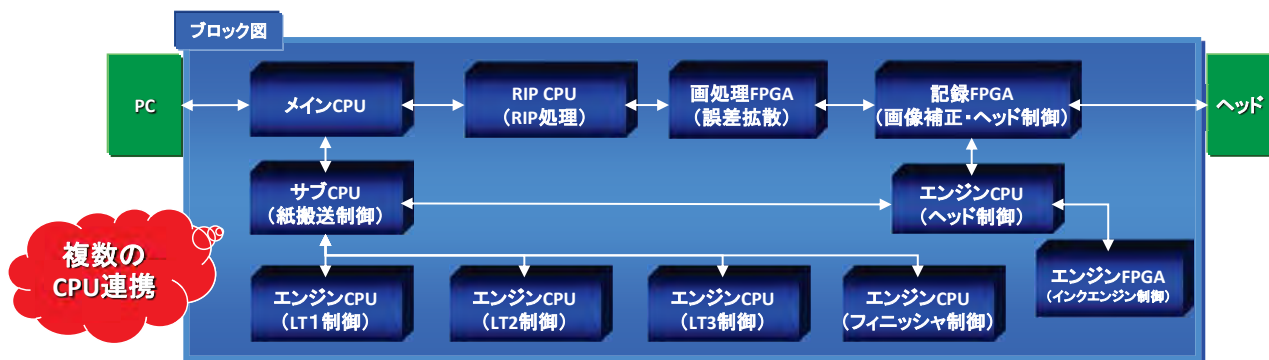 ブロック図
PC
メインCPU
RIP CPU
(RIP処理)
画処理FPGA
(誤差拡散)
記録FPGA
(画像補正・ヘッド制御)
ヘッド
サブCPU
(紙搬送制御)
エンジンCPU
(ヘッド制御)
複数の
CPU連携
エンジンCPU
(LT1制御)
エンジンCPU
(LT2制御)
エンジンCPU
(LT3制御)
エンジンCPU
(フィニッシャ制御)
エンジンFPGA
(インクエンジン制御)